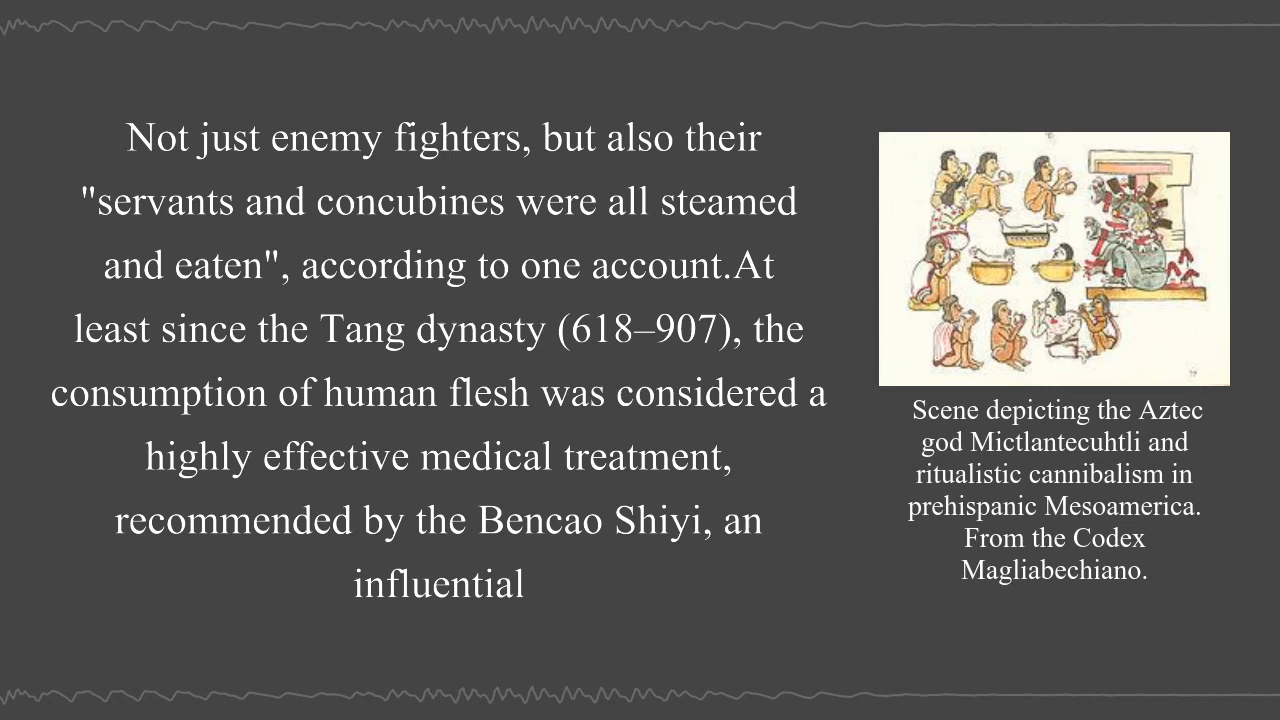 Not just enemy fighters, but also their
"servants and concubines were all steamed
and eaten", according to one account.At
least since the Tang dynasty (618–907), the
consumption of human flesh was considered a
highly effective medical treatment,
recommended by the Bencao Shiyi, an
influential
Scene depicting the Aztec
god Mictlantecuhtli and
ritualistic cannibalism in
prehispanic Mesoamerica.
From the Codex
Magliabechiano.